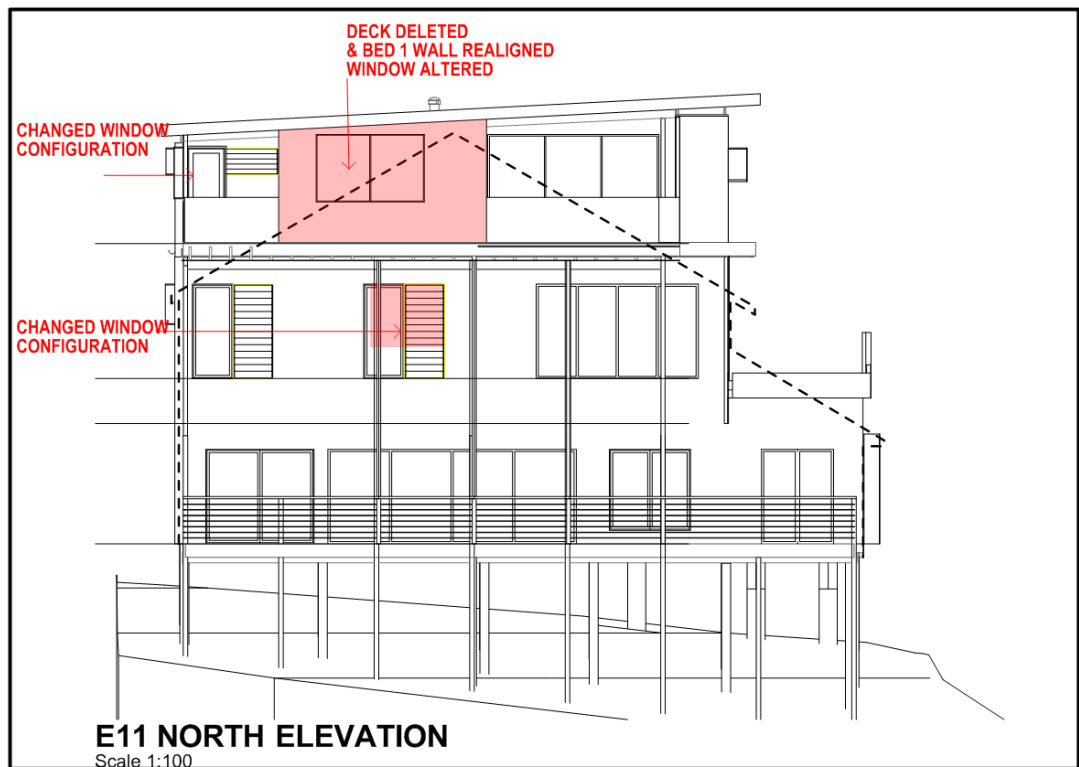 DECK DELETED
& BED 1 WALL REALIGNED
WINDOW ALTERED
CHANGED WINDOW
CONFIGURATION
CHANGED WINDOW
CONFIGURATION
E11 NORTH ELEVATION
Scale 1:100